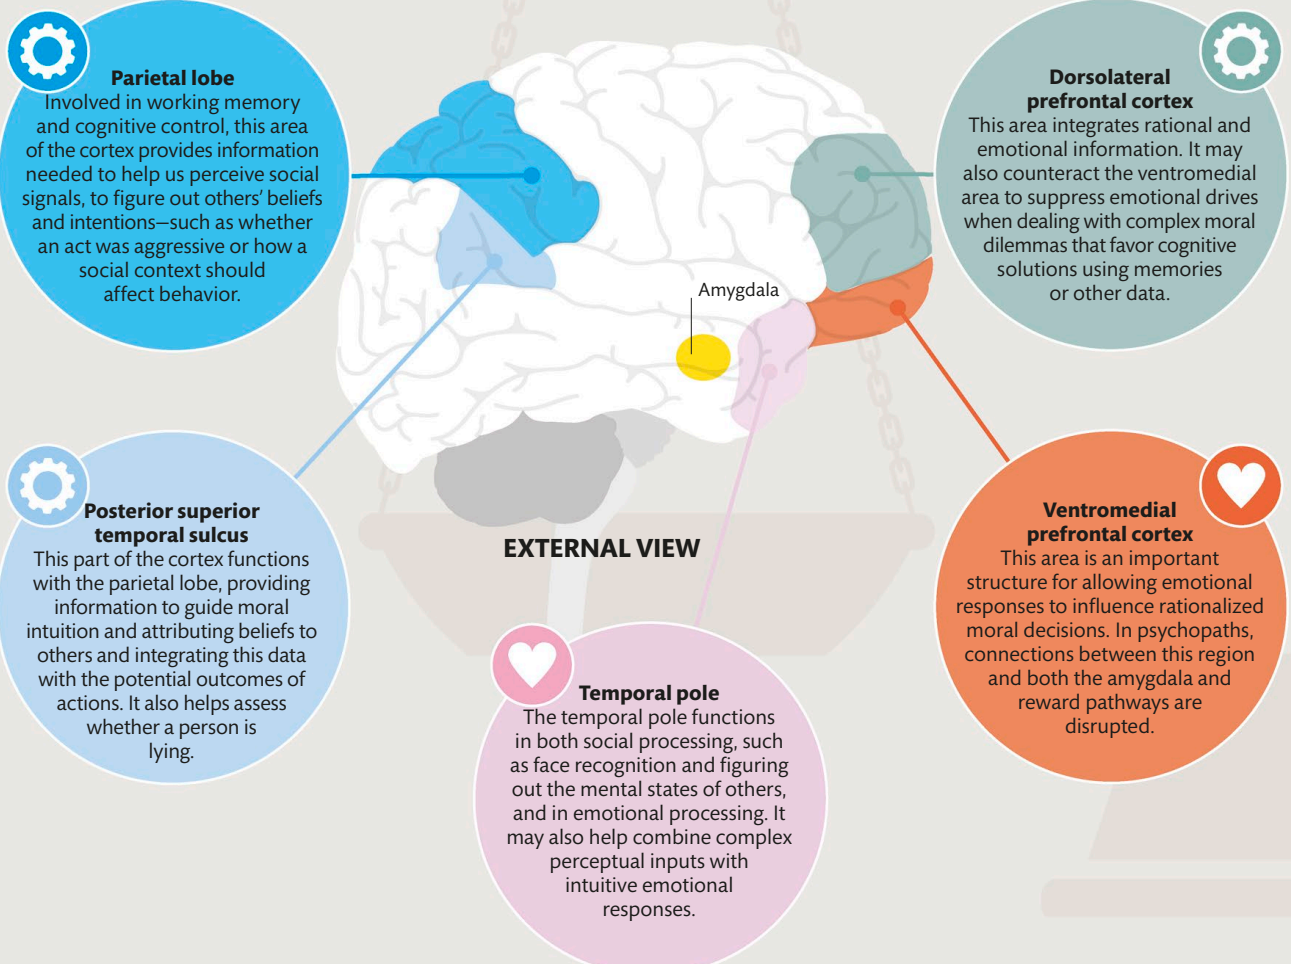 Parietal lobe
Involved in working memory
and cognitive control, this area
of the cortex provides information
needed to help us perceive social
signals, to figure out others’ beliefs
and intentions—such as whether
an act was aggressive or how a
social context should
affect behavior.
Dorsolateral
prefrontal cortex
This area integrates rational and
emotional information. It may
also counteract the ventromedial
area to suppress emotional drives
when dealing with complex moral
dilemmas that favor cognitive
solutions using memories
or other data.
Amygdala
Posterior superior
temporal sulcus
This part of the cortex functions
with the parietal lobe, providing
information to guide moral
intuition and attributing beliefs to
others and integrating this data
with the potential outcomes of
actions. It also helps assess
whether a person is
lying.
EXTERNAL VIEW
Ventromedial
prefrontal cortex
This area is an important
structure for allowing emotional
responses to influence rationalized
moral decisions. In psychopaths,
connections between this region
and both the amygdala and
reward pathways are
disrupted.
Temporal pole
The temporal pole functions
in both social processing, such
as face recognition and figuring
out the mental states of others,
and in emotional processing. It
may also help combine complex
perceptual inputs with
intuitive emotional
responses.